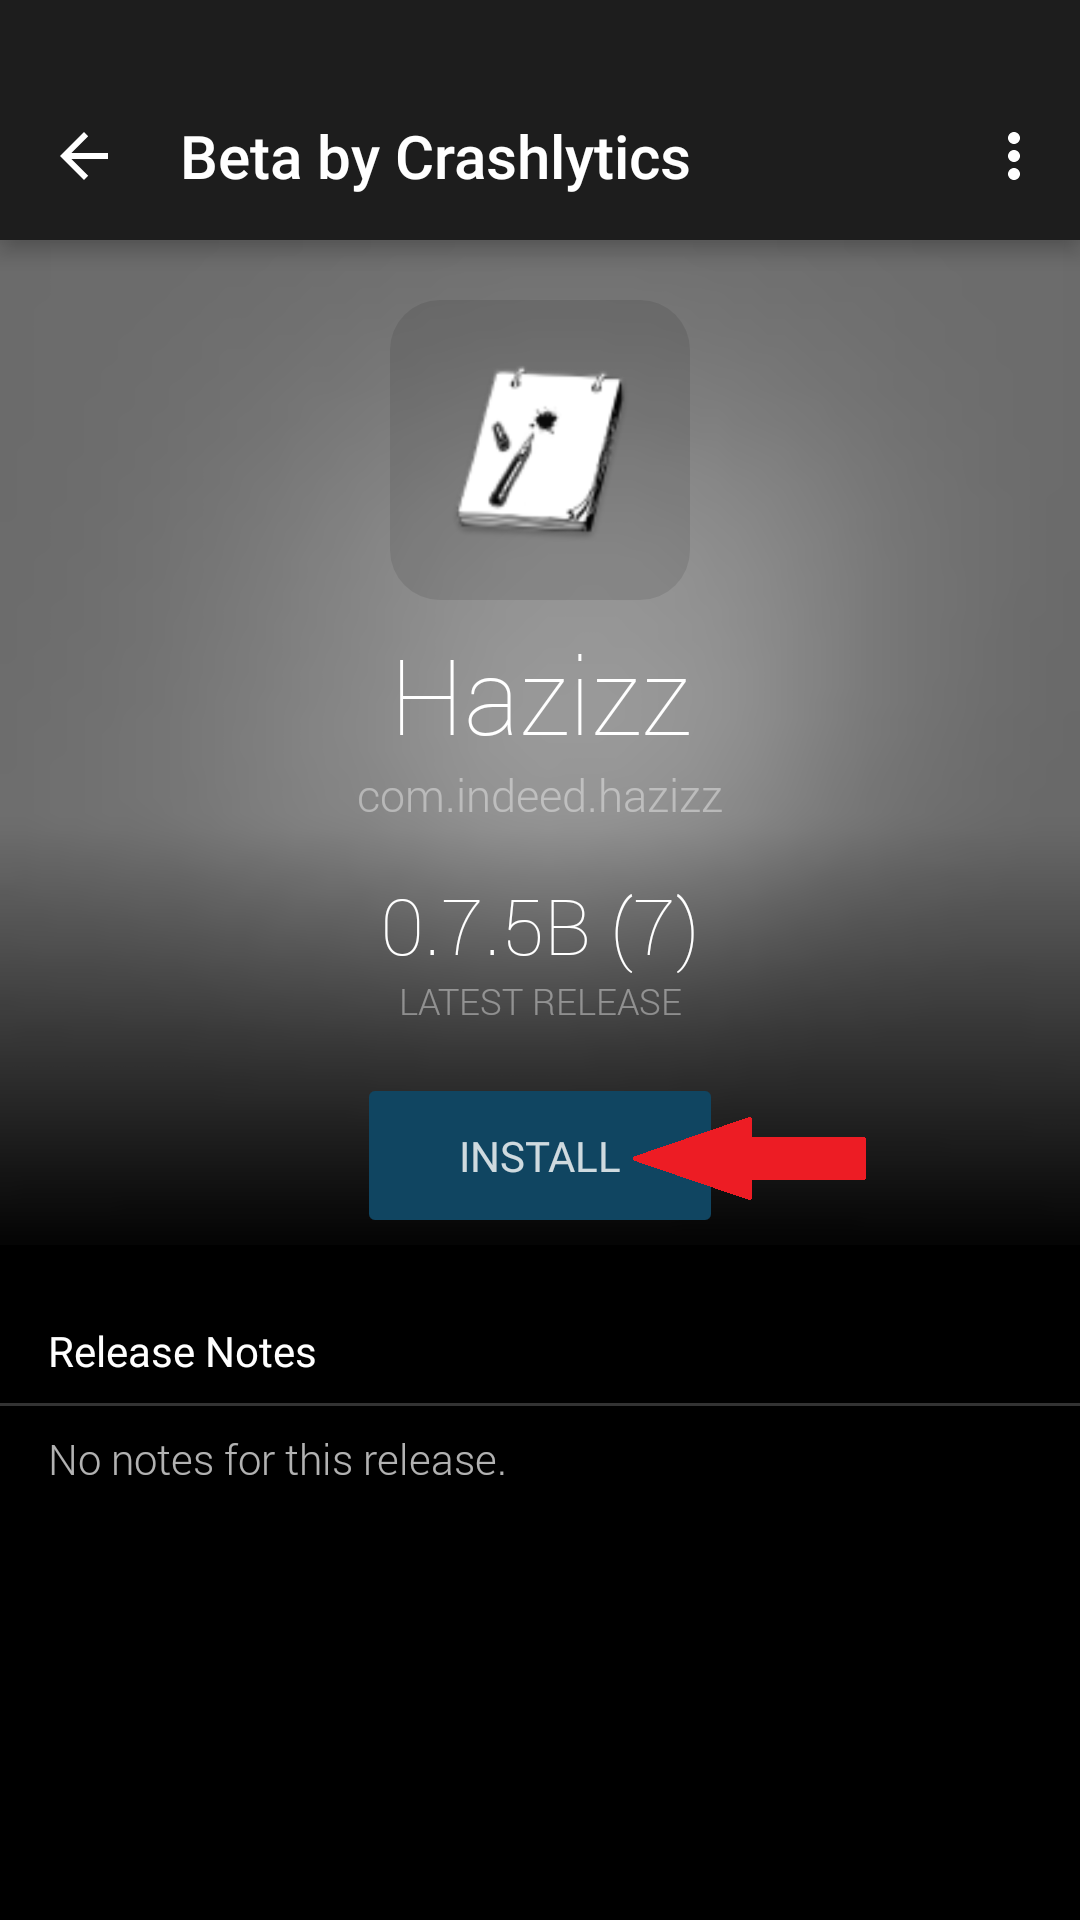 Beta by Crashlytics
Hazizz
com.indeed.hazizz
0.7.5B (7)
LATEST RELEASE
INSTALL
Release Notes
No notes for this release.